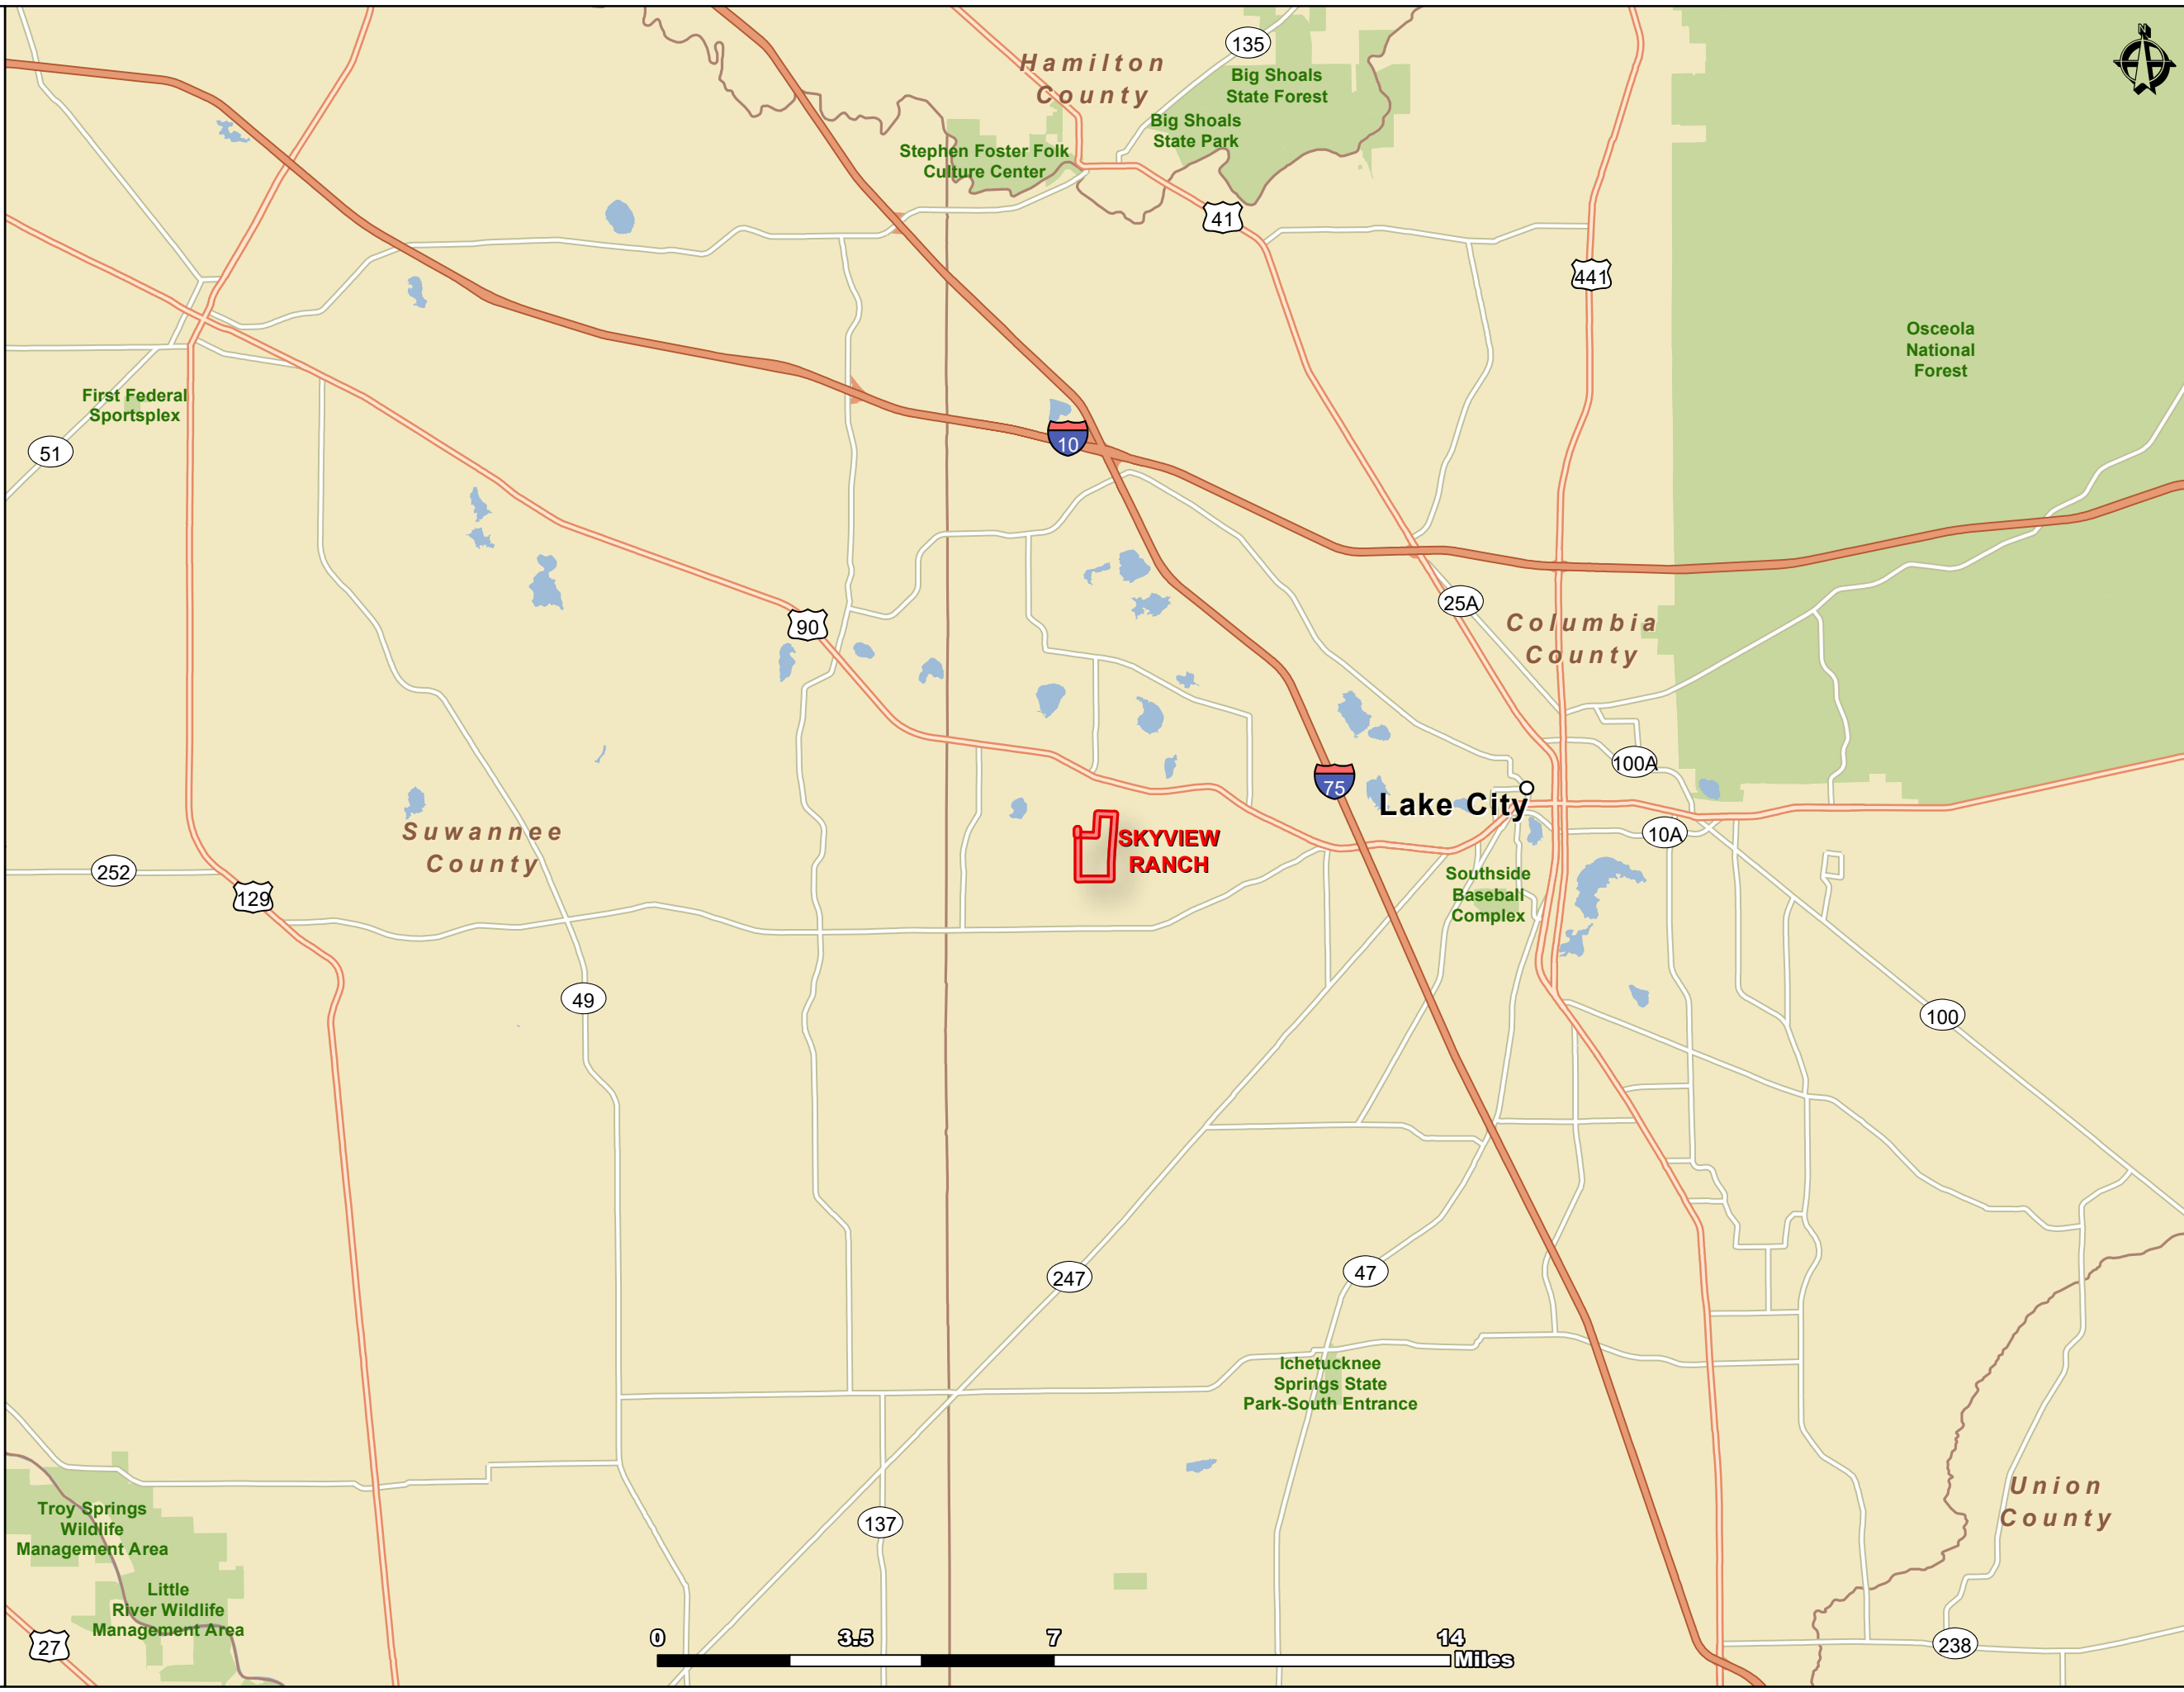 N
135
Hamilton
County
Big Shoals
State Forest
Big Shoals
State Park
Stephen Foster Folk
Culture Center
41
441
Osceola
National
Forest
First Federal
Sportsplex
51
10
25A
90
Columbia
County
100A
75
Lake City
10A
Suwannee
County
SKYVIEW
RANCH
252
129
Southside
Baseball
Complex
49
100
247
47
Ichetucknee
Springs State
Park-South Entrance
Union
County
Troy Springs
Wildlife
Management Area
137
Little
River Wildlife
Management Area
27
238
0 3.5 7 14
Miles